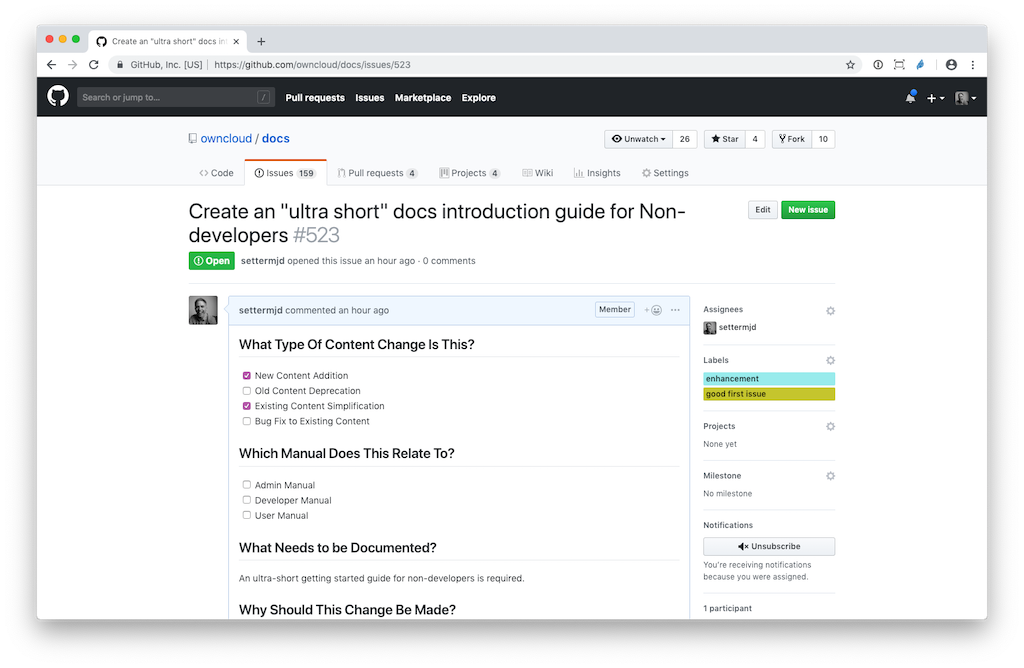 Create an "ultra short" docs in
GitHub, Inc. [US] | https://github.com/owncloud/docs/issues/523
Search or jump to... /
Pull requests Issues Marketplace Explore
owncloud / docs
Unwatch 26 Star 4 Fork 10
Code Issues 159 Pull requests 4 Projects 4 Wiki Insights Settings
Create an "ultra short" docs introduction guide for Non-
developers #523
Edit New issue
Open settermjd opened this issue an hour ago · 0 comments
settermjd commented an hour ago Member
What Type Of Content Change Is This?
New Content Addition
Old Content Deprecation
Existing Content Simplification
Bug Fix to Existing Content
Which Manual Does This Relate To?
Admin Manual
Developer Manual
User Manual
What Needs to be Documented?
An ultra-short getting started guide for non-developers is required.
Why Should This Change Be Made?
Assignees
settermjd
Labels
enhancement
good first issue
Projects
None yet
Milestone
No milestone
Notifications
Unsubscribe
You're receiving notifications
because you were assigned.
1 participant